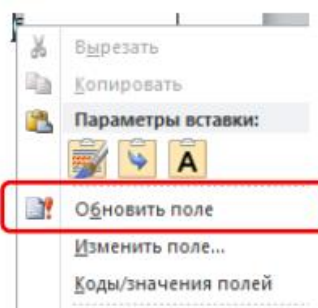 Вырезать
Копировать
Параметры вставки:
A
Обновить поле
Изменить поле...
Коды/значения полей